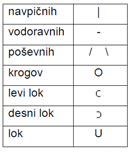 navpičnih |
vodoravnih -
poševnih / \
krogov O
levi lok c
desni lok ɔ
lok U